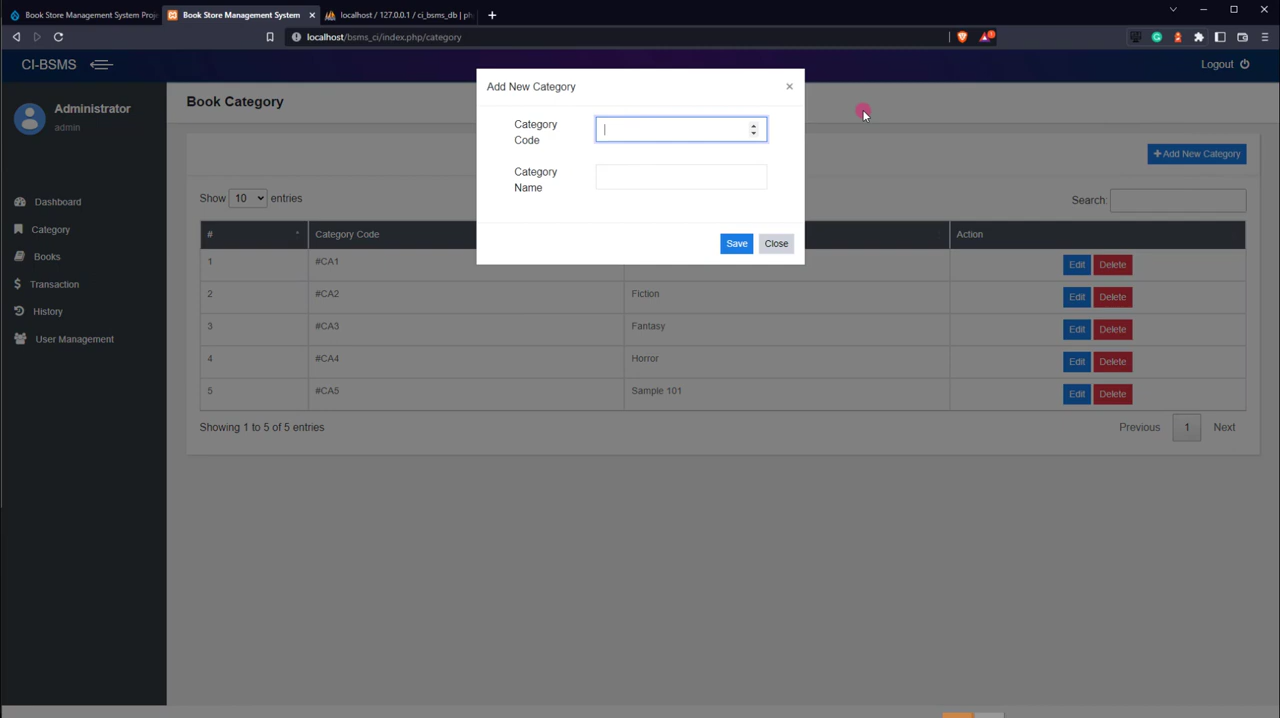 Book Store Management System Proj
Book Store Management System ×
localhost / 127.0.0.1 / ci_bsms_db | ph
localhost/bsms_ci/index.php/category
CI-BSMS
Logout
Administrator
admin
Dashboard
Category
Books
Transaction
History
User Management
Book Category
+ Add New Category
Show 10 entries
Search:
# Category Code Action
1 #CA1 Edit Delete
2 #CA2 Fiction Edit Delete
3 #CA3 Fantasy Edit Delete
4 #CA4 Horror Edit Delete
5 #CA5 Sample 101 Edit Delete
Showing 1 to 5 of 5 entries
Previous 1 Next
Add New Category ×
Category
Code
Category
Name
Save Close